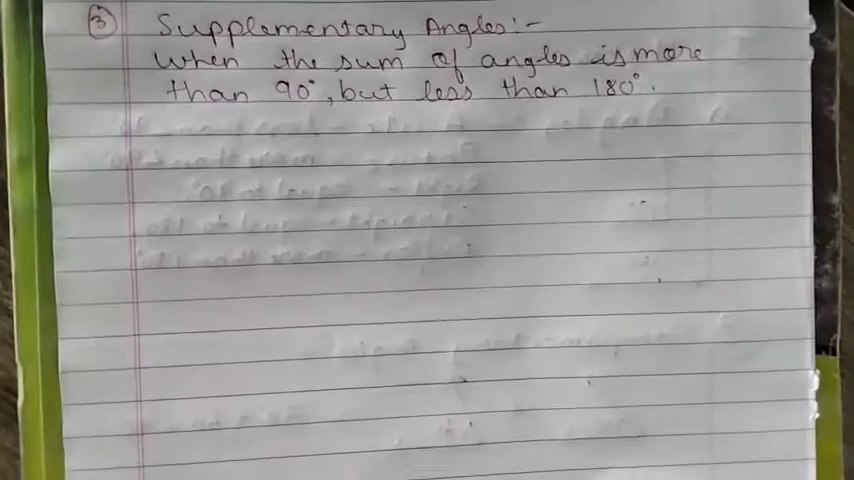 ③ Supplementary Angles:-
When the sum of angles is more
than 90°, but less than 180°.